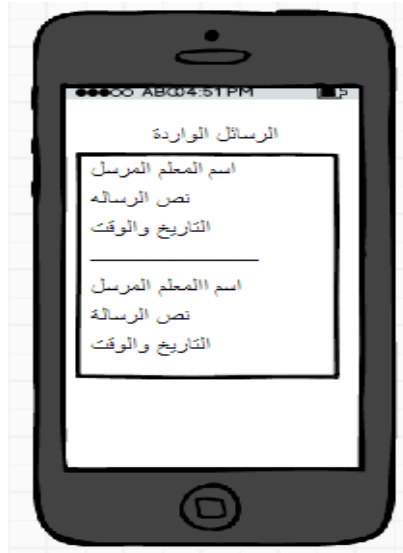 ABC 04:51 PM
الرسائل الواردة
اسم المعلم المرسل
نص الرساله
التاريخ والوقت
اسم االمعلم المرسل
نص الرسالة
التاريخ والوقت